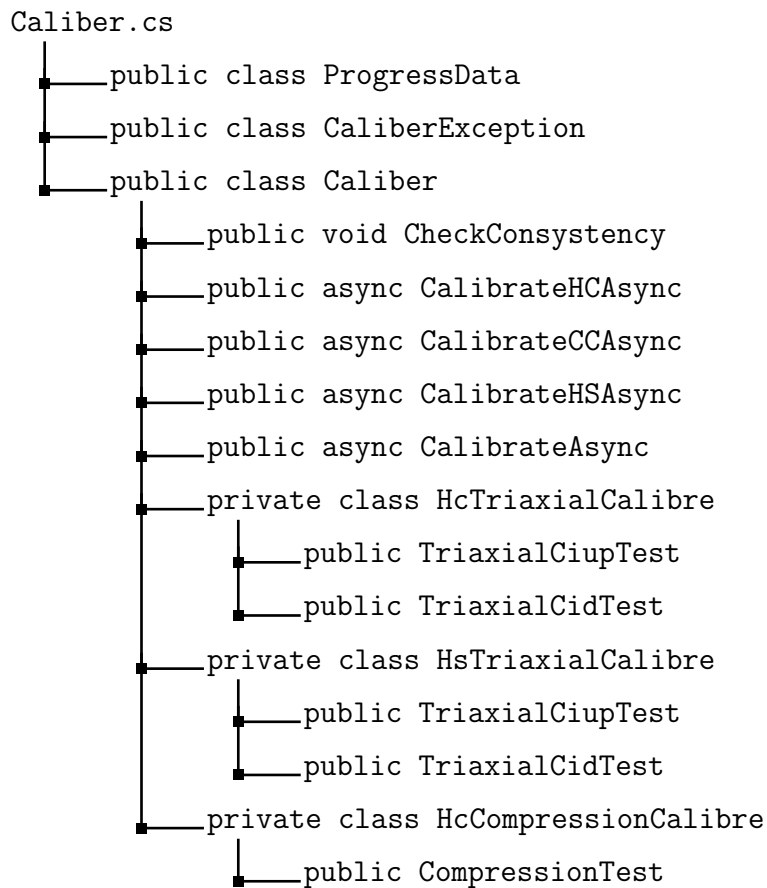 Caliber.cs
public class ProgressData
public class CaliberException
public class Caliber
public void CheckConsystency
public async CalibrateHCAsync
public async CalibrateCCAsync
public async CalibrateHSAsync
public async CalibrateAsync
private class HcTriaxialCalibre
public TriaxialCiupTest
public TriaxialCidTest
private class HsTriaxialCalibre
public TriaxialCiupTest
public TriaxialCidTest
private class HcCompressionCalibre
public CompressionTest